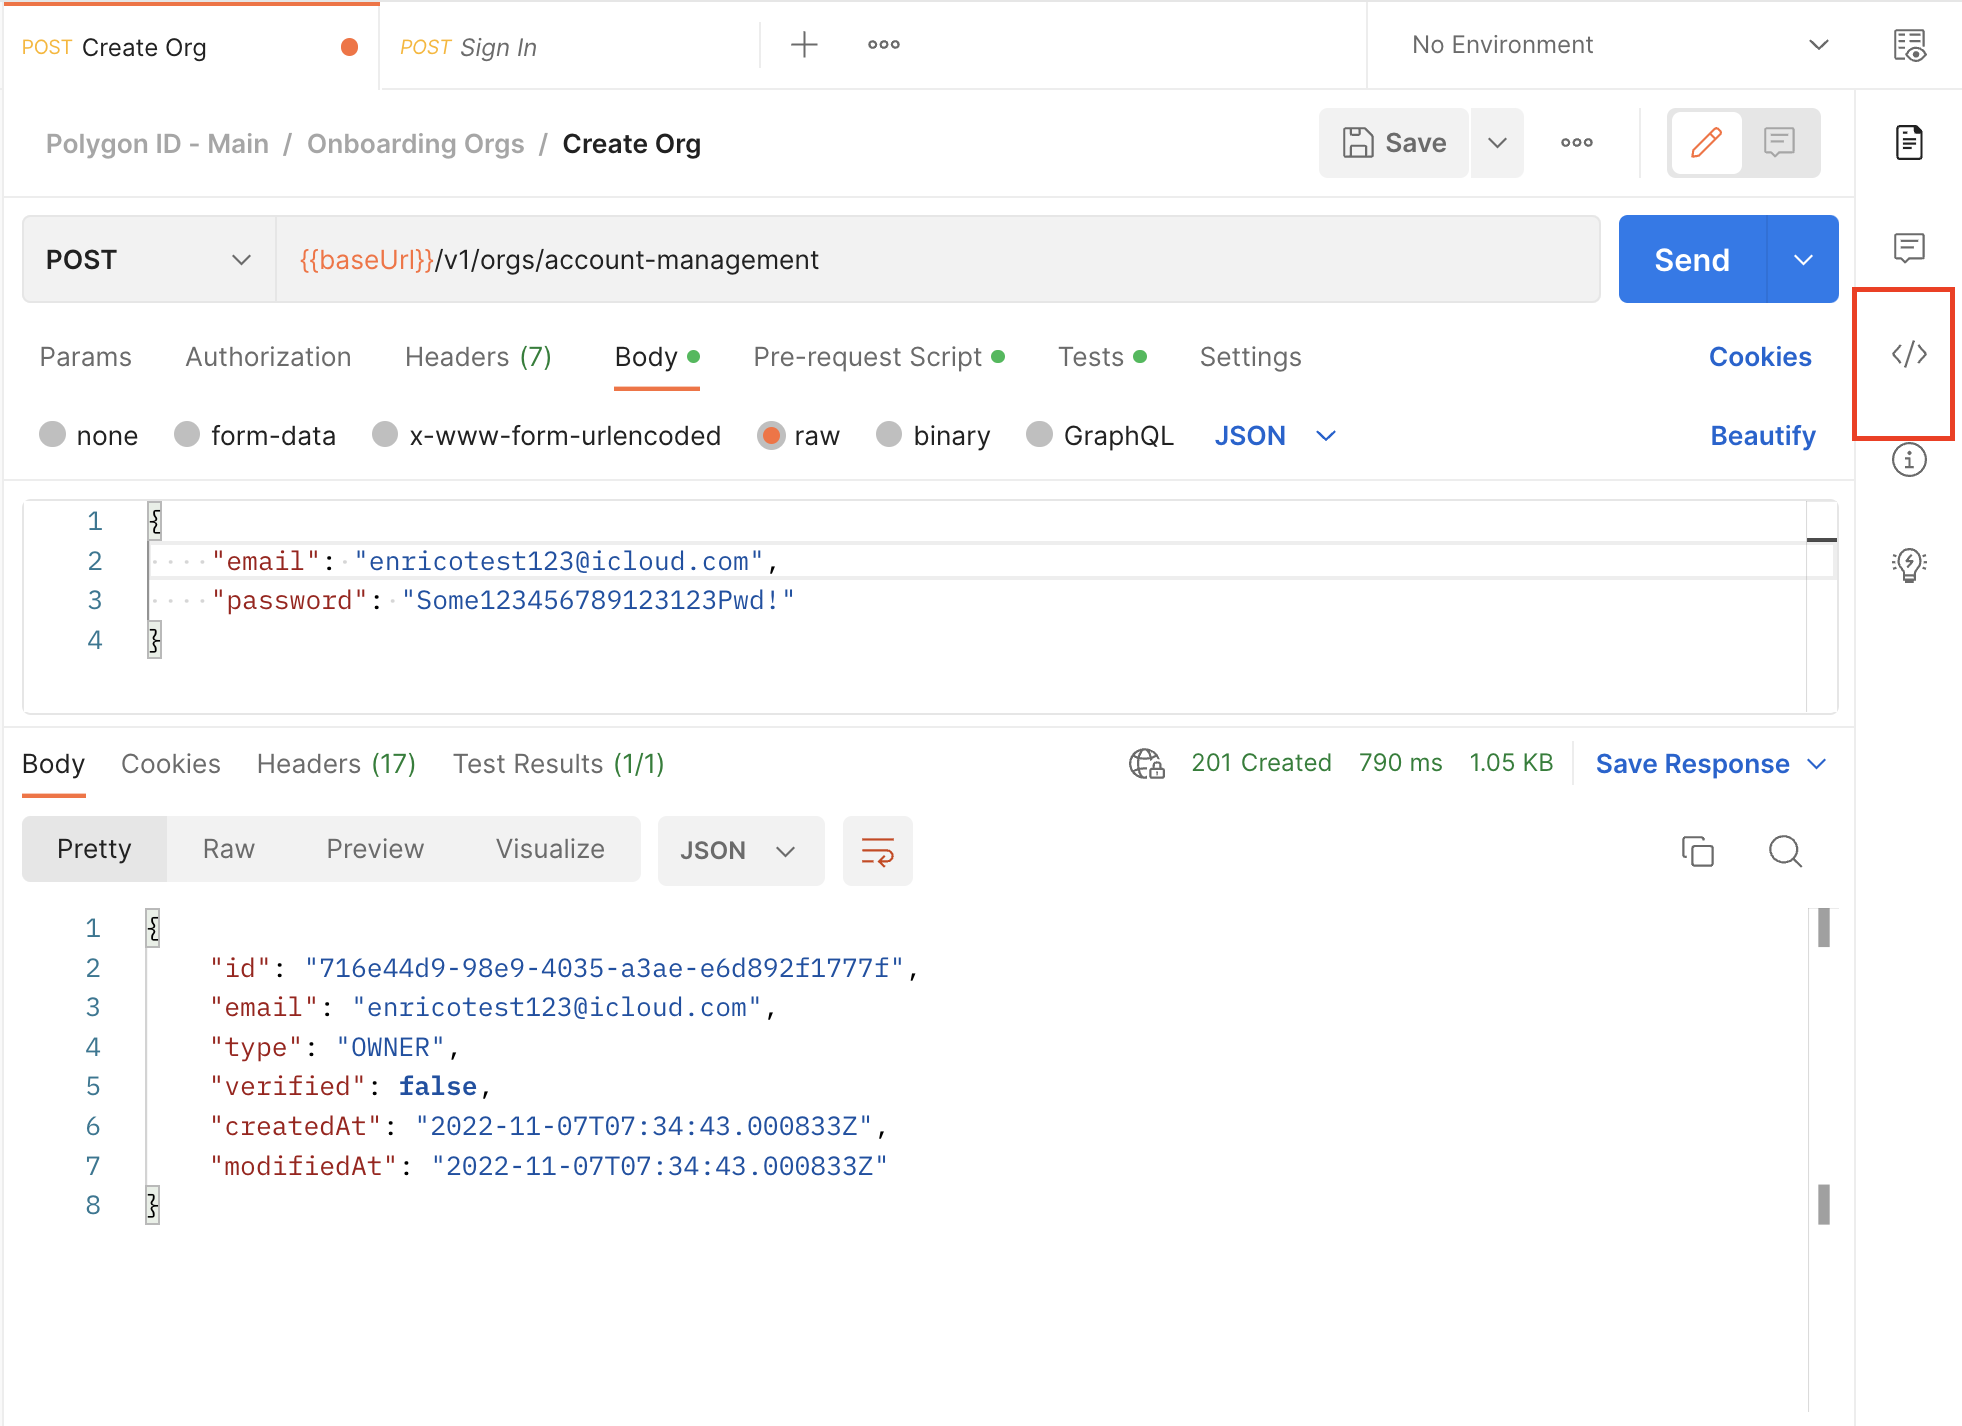 POST Create Org POST Sign In No Environment
Polygon ID - Main / Onboarding Orgs / Create Org Save
POST {{baseUrl}}/v1/orgs/account-management Send
Params Authorization Headers (7) Body Pre-request Script Tests Settings Cookies
none form-data x-www-form-urlencoded raw binary GraphQL JSON Beautify
1 {
2 "email": "enricotest123@icloud.com",
3 "password": "Some123456789123123Pwd!"
4 }
Body Cookies Headers (17) Test Results (1/1) 201 Created 790 ms 1.05 KB Save Response
Pretty Raw Preview Visualize JSON
1 {
2 "id": "716e44d9-98e9-4035-a3ae-e6d892f1777f",
3 "email": "enricotest123@icloud.com",
4 "type": "OWNER",
5 "verified": false,
6 "createdAt": "2022-11-07T07:34:43.000833Z",
7 "modifiedAt": "2022-11-07T07:34:43.000833Z"
8 }